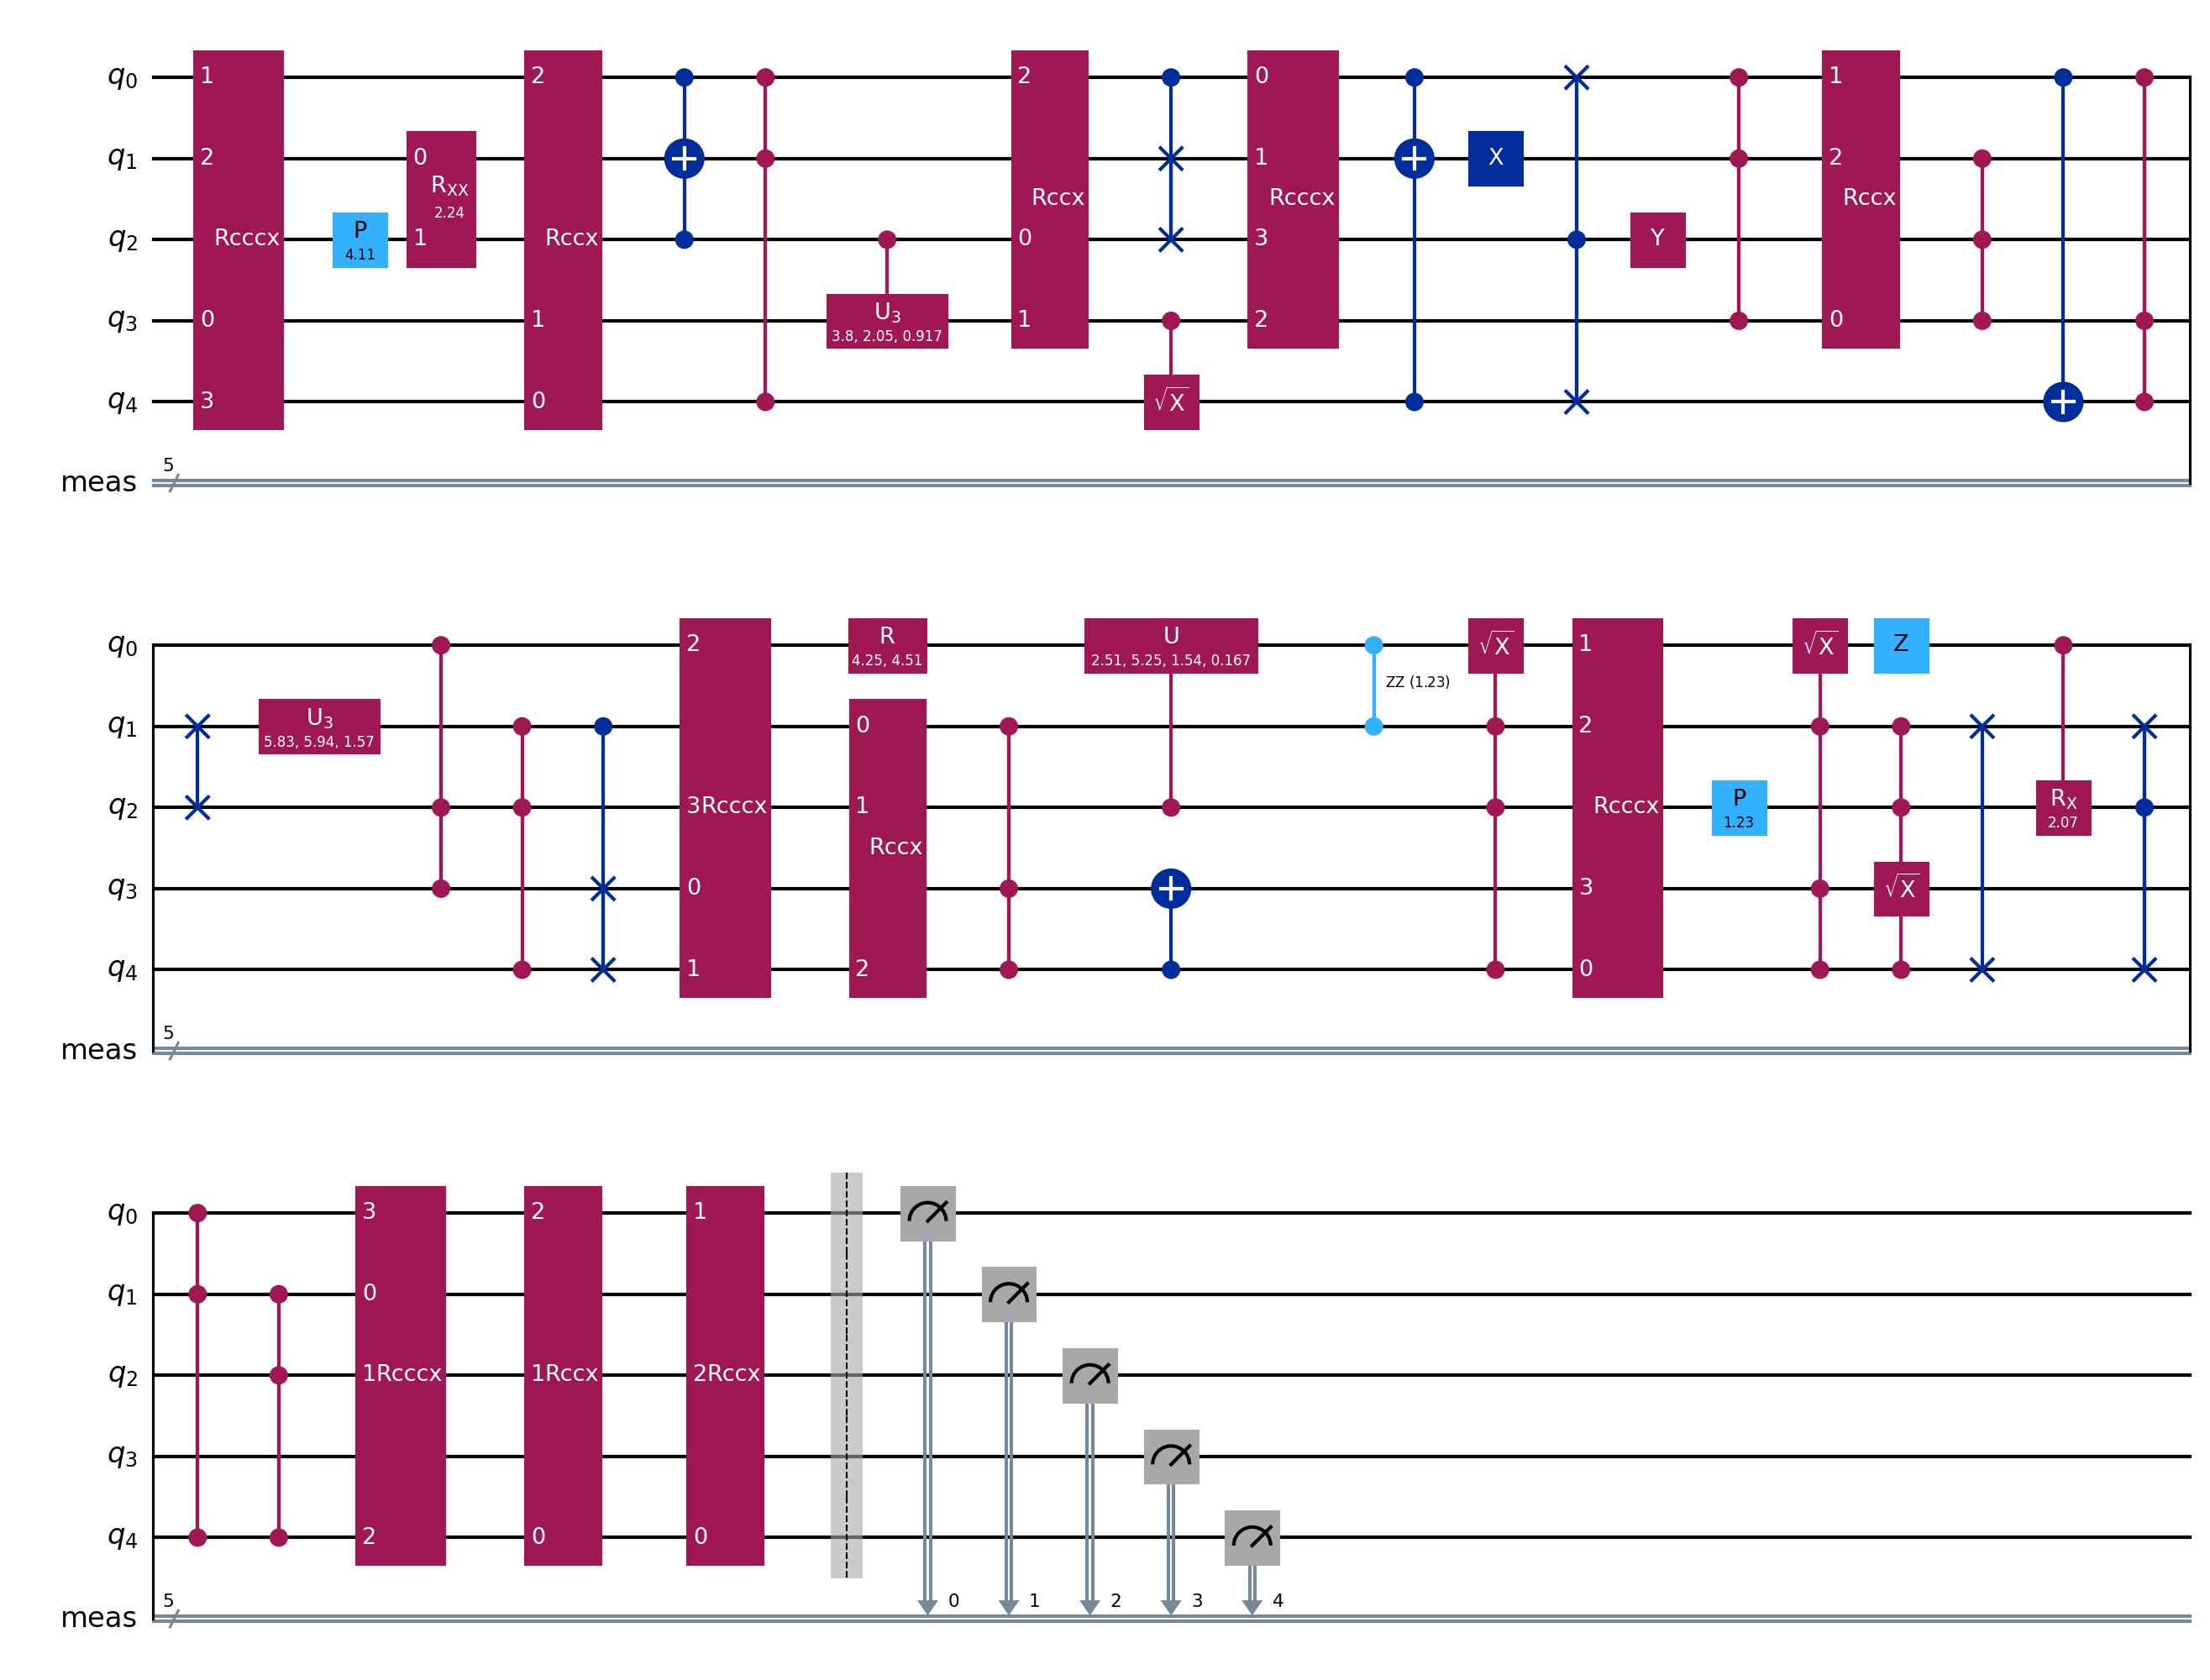 q0 1 2 2 0 1
q1 2 0 RXX 2.24 Rccx 1 Rcccx X 2 Rccx
q2 Rcccx P 4.11 1 Rccx 0 3 Y
q3 0 1 U3 3.8, 2.05, 0.917 1 2 0
q4 3 0 √X
meas 5
q0 2 R 4.25, 4.51 U 2.51, 5.25, 1.54, 0.167 ZZ (1.23) √X 1 √X Z
q1 U3 5.83, 5.94, 1.57 0 2
q2 3Rcccx 1 Rccx Rcccx P 1.23 RX 2.07
q3 0 3 √X
q4 1 2 0
meas 5
q0 3 2 1
q1 0
q2 1Rcccx 1Rccx 2Rccx
q3
q4 2 0 0
meas 5 0 1 2 3 4